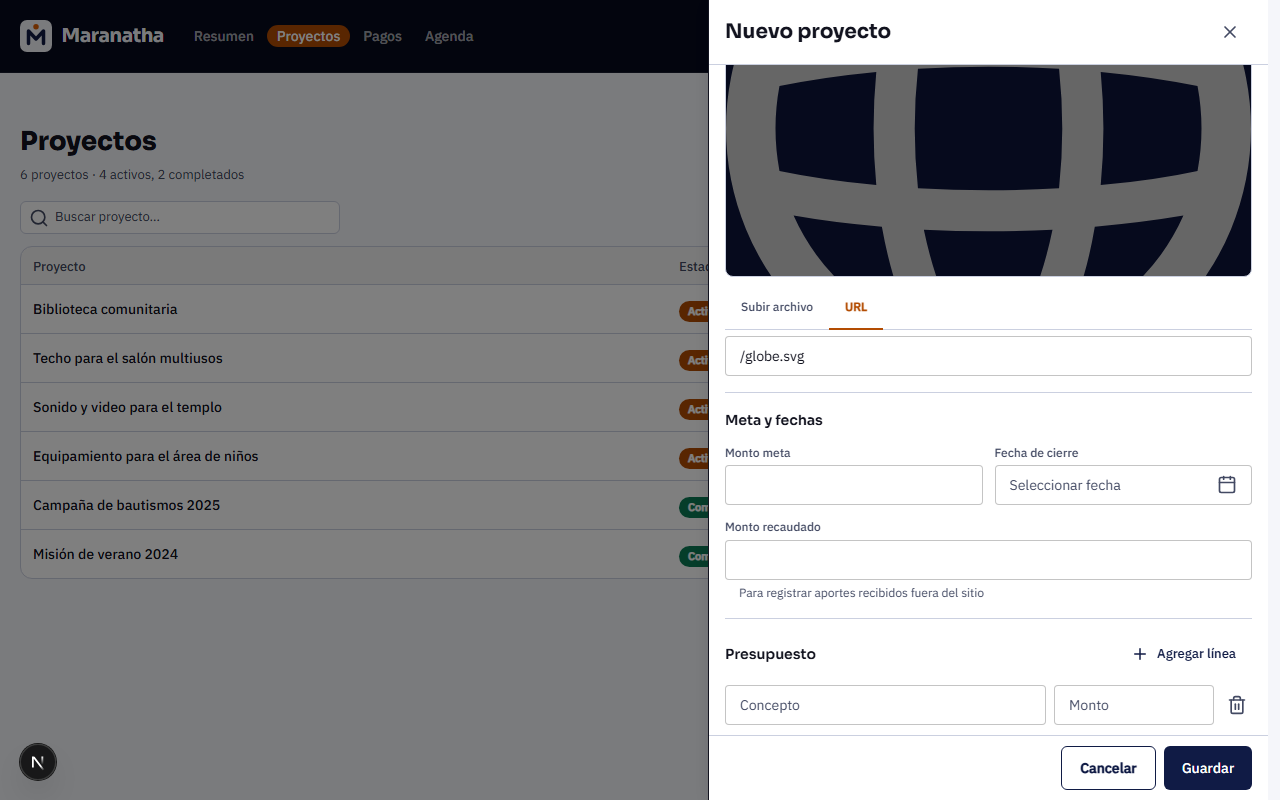 Maranatha
Resumen
Proyectos
Pagos
Agenda
Proyectos
6 proyectos · 4 activos, 2 completados
Buscar proyecto...
Proyecto
Biblioteca comunitaria
Techo para el salón multiusos
Sonido y video para el templo
Equipamiento para el área de niños
Campaña de bautismos 2025
Misión de verano 2024
N
Nuevo proyecto
Subir archivo
URL
/globe.svg
Meta y fechas
Monto meta
Fecha de cierre
Seleccionar fecha
Monto recaudado
Para registrar aportes recibidos fuera del sitio
Presupuesto
Agregar línea
Concepto
Monto
Cancelar
Guardar